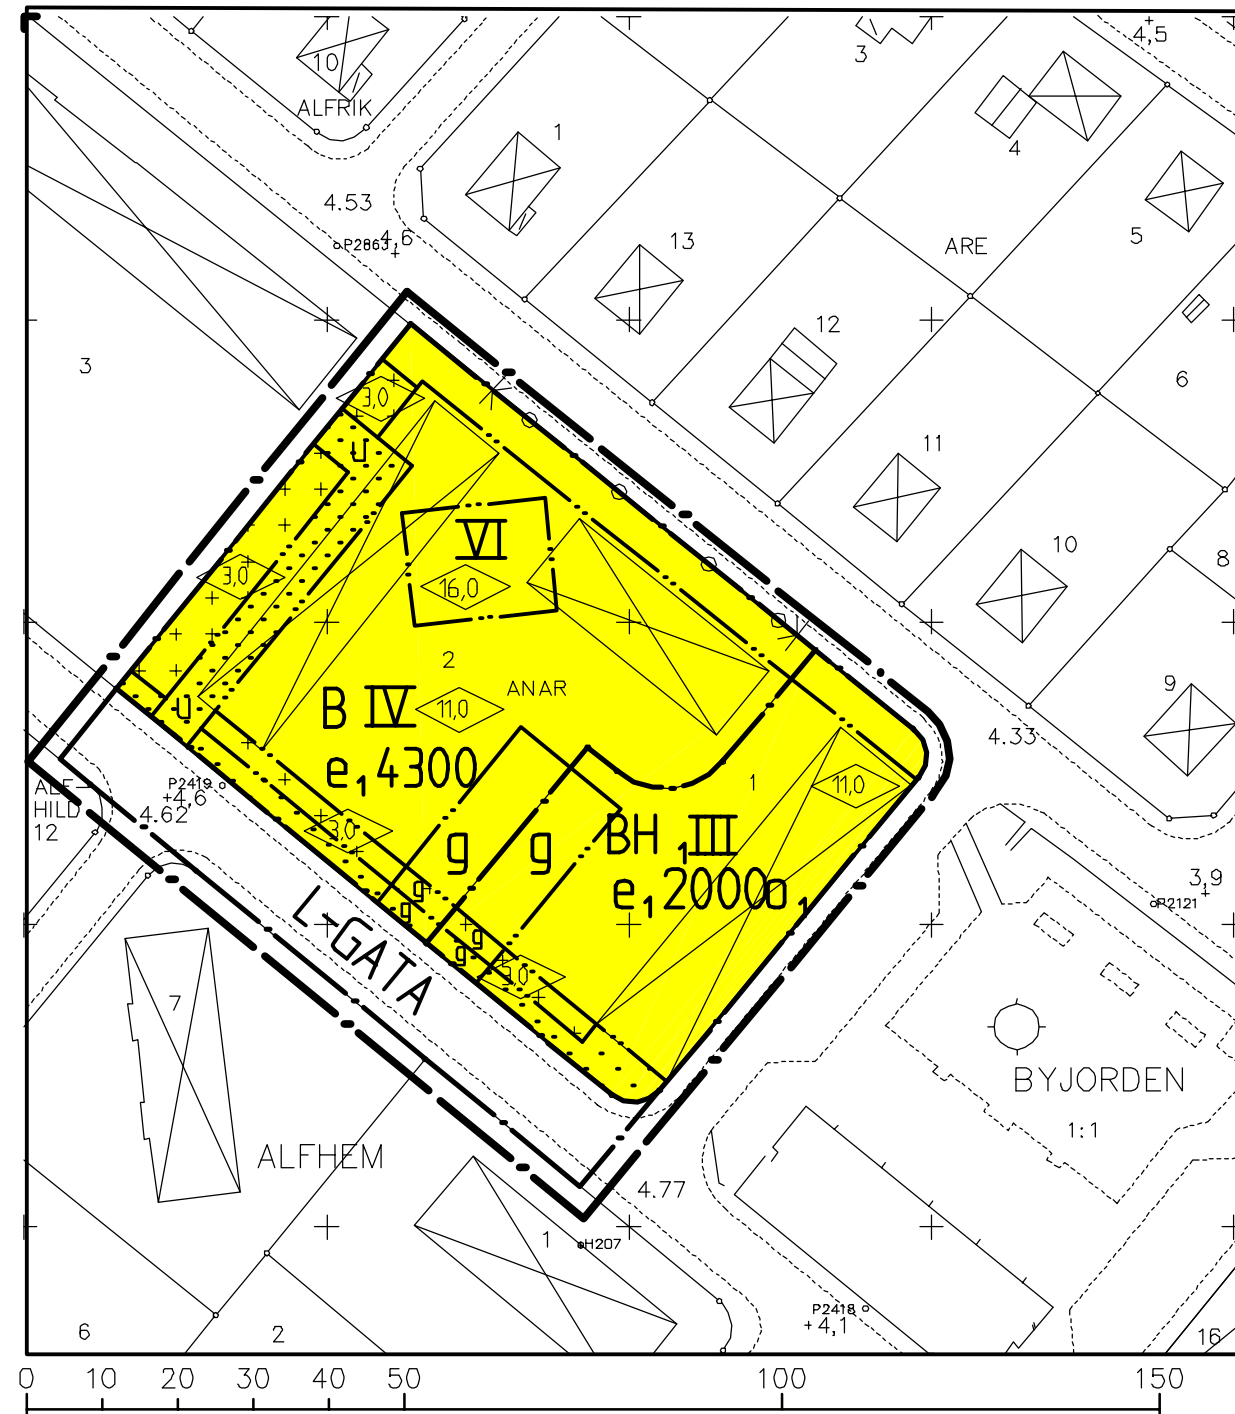 4,5
3
10
ALFRIK
1
4
4.53
P2863
4,6
13
ARE
5
12
3
6
3,0
11
U
VI
10
8
3,0
16,0
2
ANAR
9
B IV
11,0
U
4.33
e₁ 4300
1
11,0
P2419
+4,6
ALF
HILD
12
4.62
3,0
g
g
BH ₁III
e₁2000o₁
3,9
P2121
g
g
g
g
3,0
L-GATA
7
BYJORDEN
1:1
ALFHEM
4.77
1
H207
P2418
+4,1
6
2
16
0 10 20 30 40 50 100 150